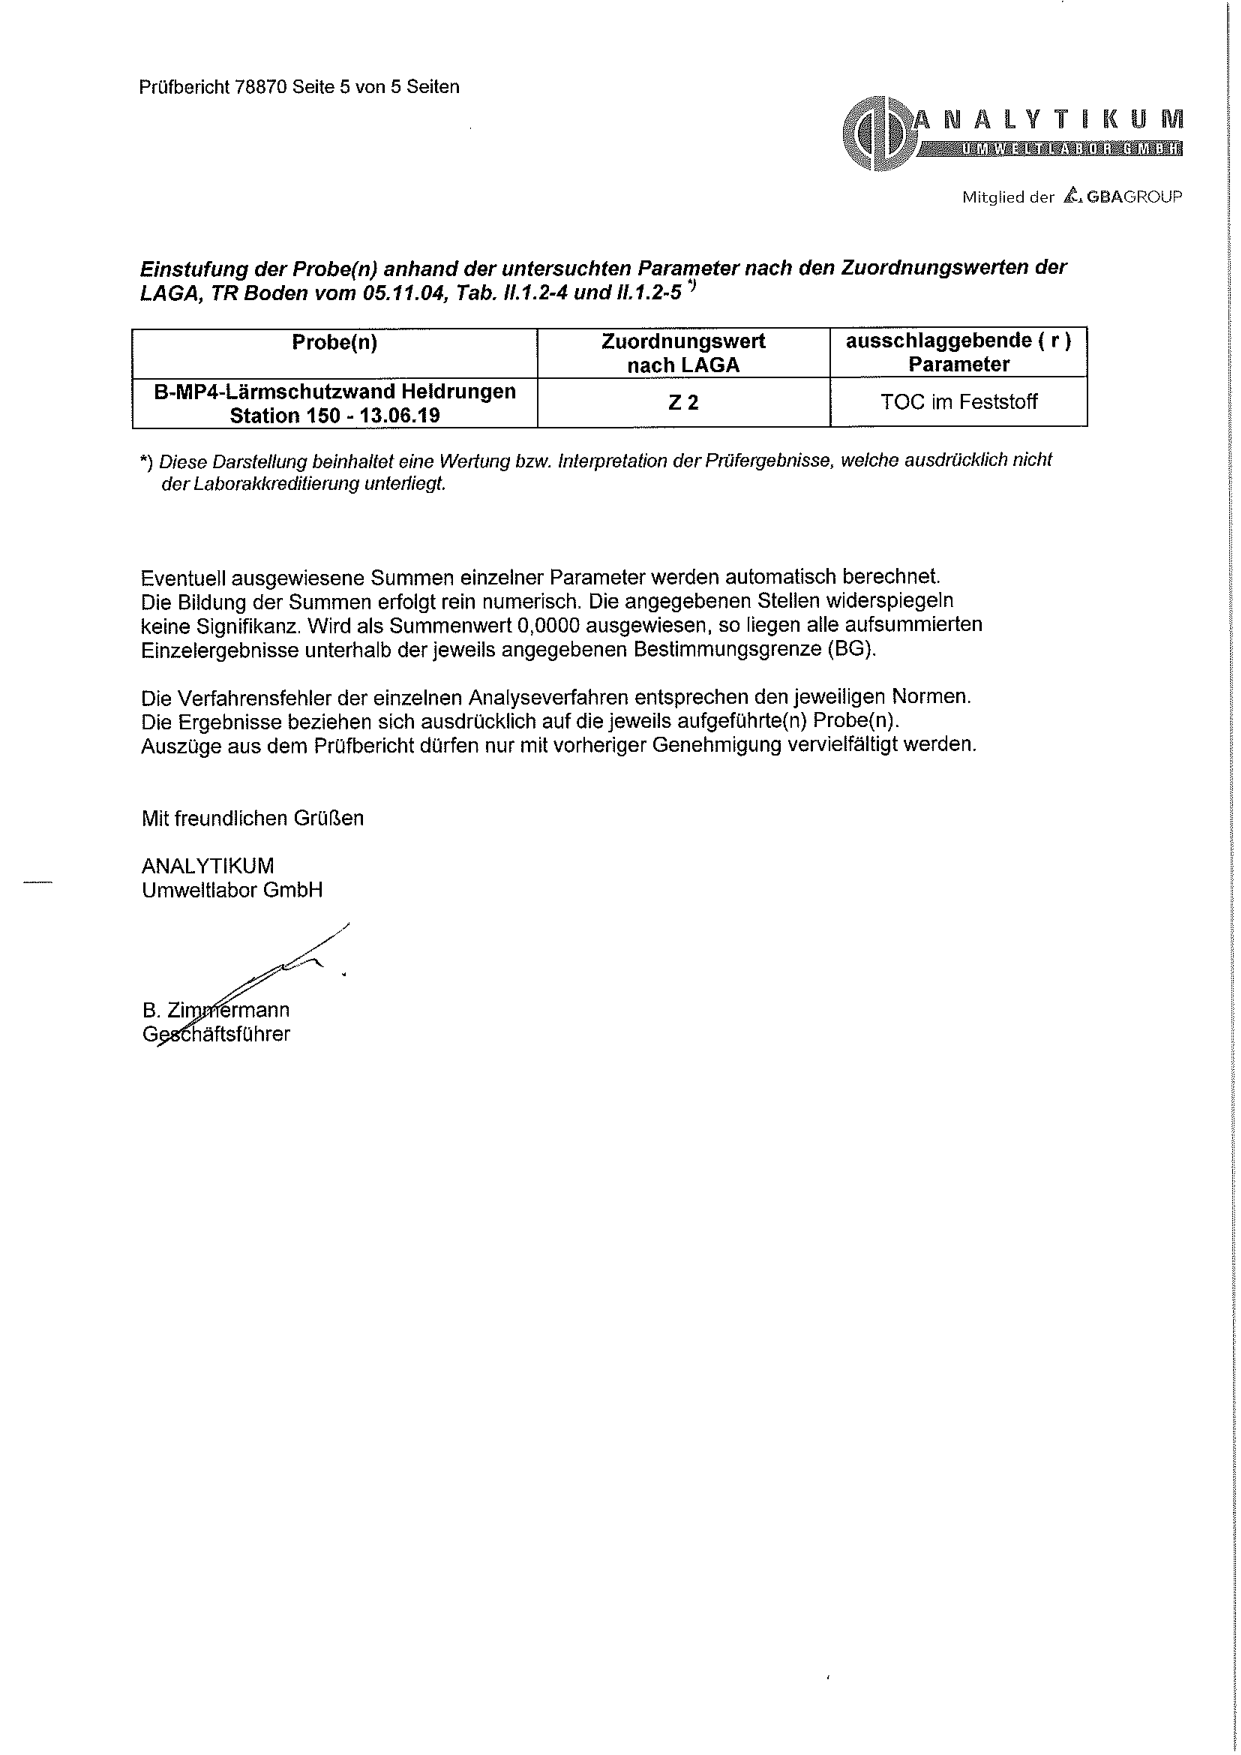 Prüfbericht 78870 Seite 5 von 5 Seiten
ANALYTIKUM
UMWELTLABOR GMBH
Mitglied der GBAGROUP
Einstufung der Probe(n) anhand der untersuchten Parameter nach den Zuordnungswerten der
LAGA, TR Boden vom 05.11.04, Tab. II.1.2-4 und II.1.2-5 *)
Probe(n)
Zuordnungswert
nach LAGA
ausschlaggebende ( r )
Parameter
B-MP4-Lärmschutzwand Heldrungen
Station 150 - 13.06.19
Z 2
TOC im Feststoff
*) Diese Darstellung beinhaltet eine Wertung bzw. Interpretation der Prüfergebnisse, welche ausdrücklich nicht
der Laborakkreditierung unterliegt.
Eventuell ausgewiesene Summen einzelner Parameter werden automatisch berechnet.
Die Bildung der Summen erfolgt rein numerisch. Die angegebenen Stellen widerspiegeln
keine Signifikanz. Wird als Summenwert 0,0000 ausgewiesen, so liegen alle aufsummierten
Einzelergebnisse unterhalb der jeweils angegebenen Bestimmungsgrenze (BG).
Die Verfahrensfehler der einzelnen Analyseverfahren entsprechen den jeweiligen Normen.
Die Ergebnisse beziehen sich ausdrücklich auf die jeweils aufgeführte(n) Probe(n).
Auszüge aus dem Prüfbericht dürfen nur mit vorheriger Genehmigung vervielfältigt werden.
Mit freundlichen Grüßen
ANALYTIKUM
Umweltlabor GmbH
B. Zimmermann
Geschäftsführer